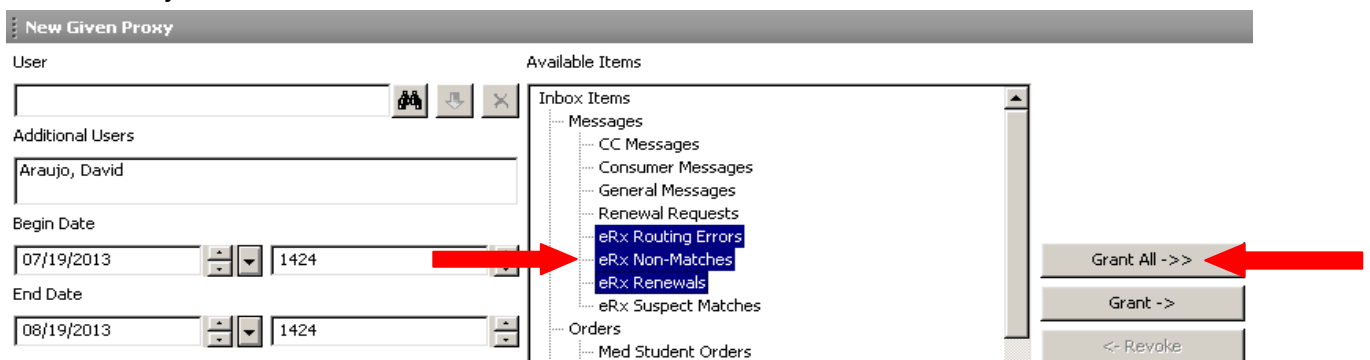 New Given Proxy
User
Additional Users
Araujo, David
Begin Date
07/19/2013 1424
End Date
08/19/2013 1424
Available Items
Inbox Items
Messages
CC Messages
Consumer Messages
General Messages
Renewal Requests
eRx Routing Errors
eRx Non-Matches
eRx Renewals
eRx Suspect Matches
Orders
Med Student Orders
Grant All ->>
Grant ->
<- Revoke